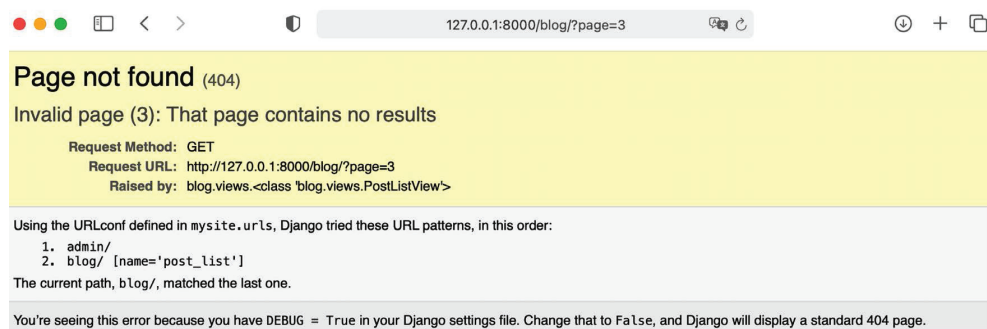 127.0.0.1:8000/blog/?page=3
Page not found (404)
Invalid page (3): That page contains no results
Request Method: GET
Request URL: http://127.0.0.1:8000/blog/?page=3
Raised by: blog.views.<class 'blog.views.PostListView'>
Using the URLconf defined in mysite.urls, Django tried these URL patterns, in this order:
1. admin/
2. blog/ [name='post_list']
The current path, blog/, matched the last one.
You're seeing this error because you have DEBUG = True in your Django settings file. Change that to False, and Django will display a standard 404 page.